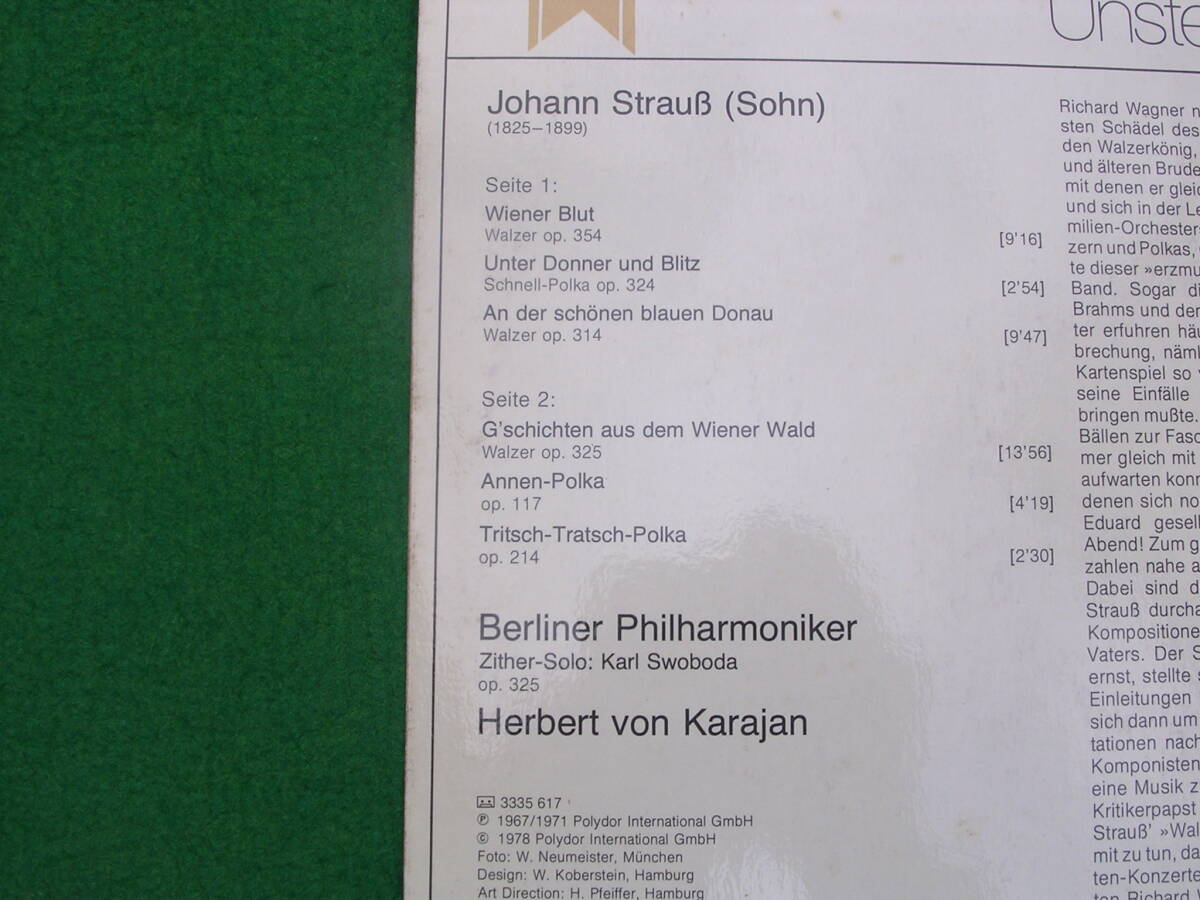 Unste
Johann Strauß (Sohn)
(1825–1899)
Seite 1:
Wiener Blut
Walzer op. 354 [9'16]
Unter Donner und Blitz
Schnell-Polka op. 324 [2'54]
An der schönen blauen Donau
Walzer op. 314 [9'47]
Seite 2:
G'schichten aus dem Wiener Wald
Walzer op. 325 [13'56]
Annen-Polka
op. 117 [4'19]
Tritsch-Tratsch-Polka
op. 214 [2'30]
Berliner Philharmoniker
Zither-Solo: Karl Swoboda
op. 325
Herbert von Karajan
3335 617
℗ 1967/1971 Polydor International GmbH
© 1978 Polydor International GmbH
Foto: W. Neumeister, München
Design: W. Koberstein, Hamburg
Art Direction: H. Pfeiffer, Hamburg
Richard Wagner n
sten Schädel des
den Walzerkönig,
und älteren Brude
mit denen er gleic
und sich in der Le
milien-Orchesters
zern und Polkas,
te dieser »erzmu
Band. Sogar di
Brahms und der
ter erfuhren häu
brechung, näml
Kartenspiel so
seine Einfälle
bringen mußte.
Bällen zur Fasc
mer gleich mit
aufwarten konn
denen sich no
Eduard gesell
Abend! Zum g
zahlen nahe a
Dabei sind d
Strauß durcha
Kompositione
Vaters. Der S
ernst, stellte
Einleitungen
sich dann um
tationen nach
Komponisten
eine Musik z
Kritikerpapst
Strauß' »Wal
mit zu tun, da
ten-Konzerte
ten Richard W